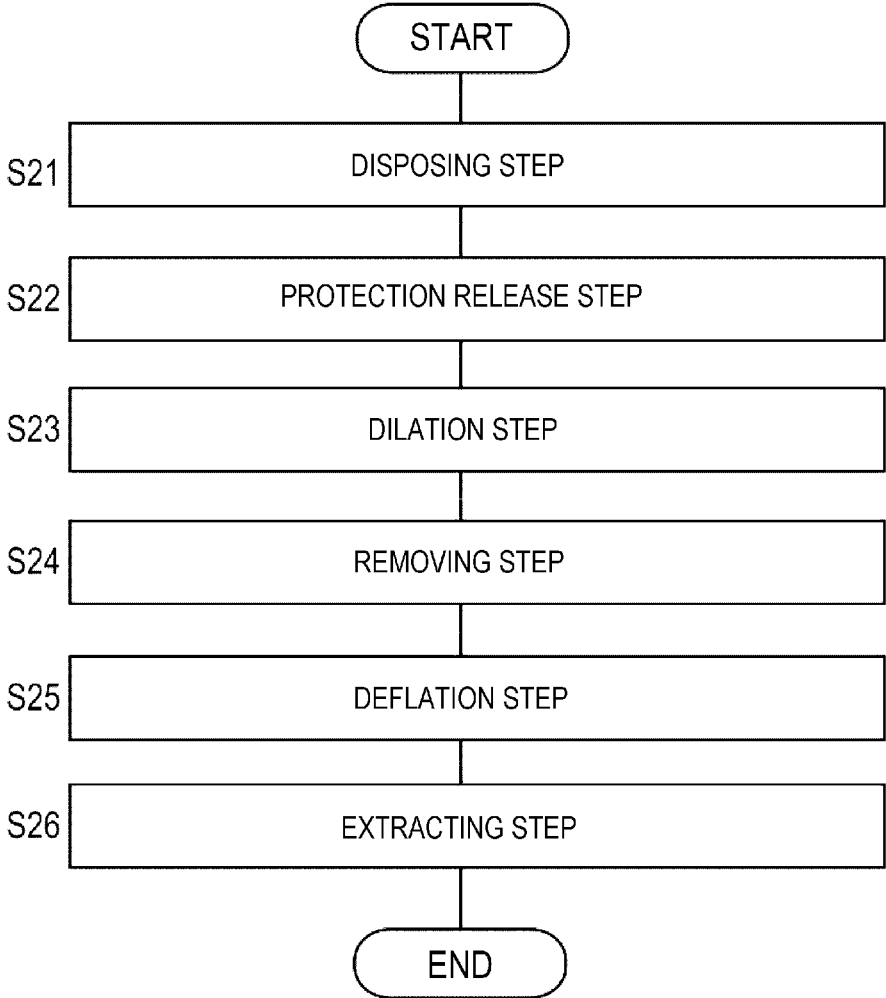 START
S21 DISPOSING STEP
S22 PROTECTION RELEASE STEP
S23 DILATION STEP
S24 REMOVING STEP
S25 DEFLATION STEP
S26 EXTRACTING STEP
END